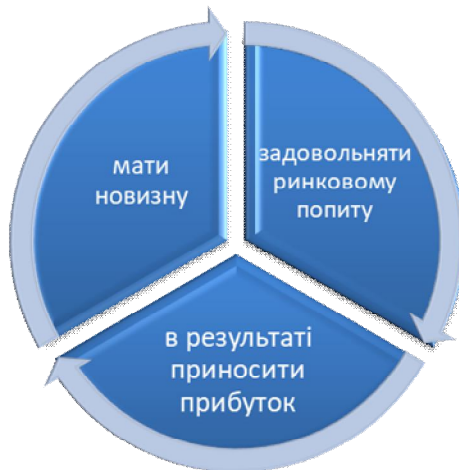 мати
новизну
задовольняти
ринковому
попиту
в результаті
приносити
прибуток